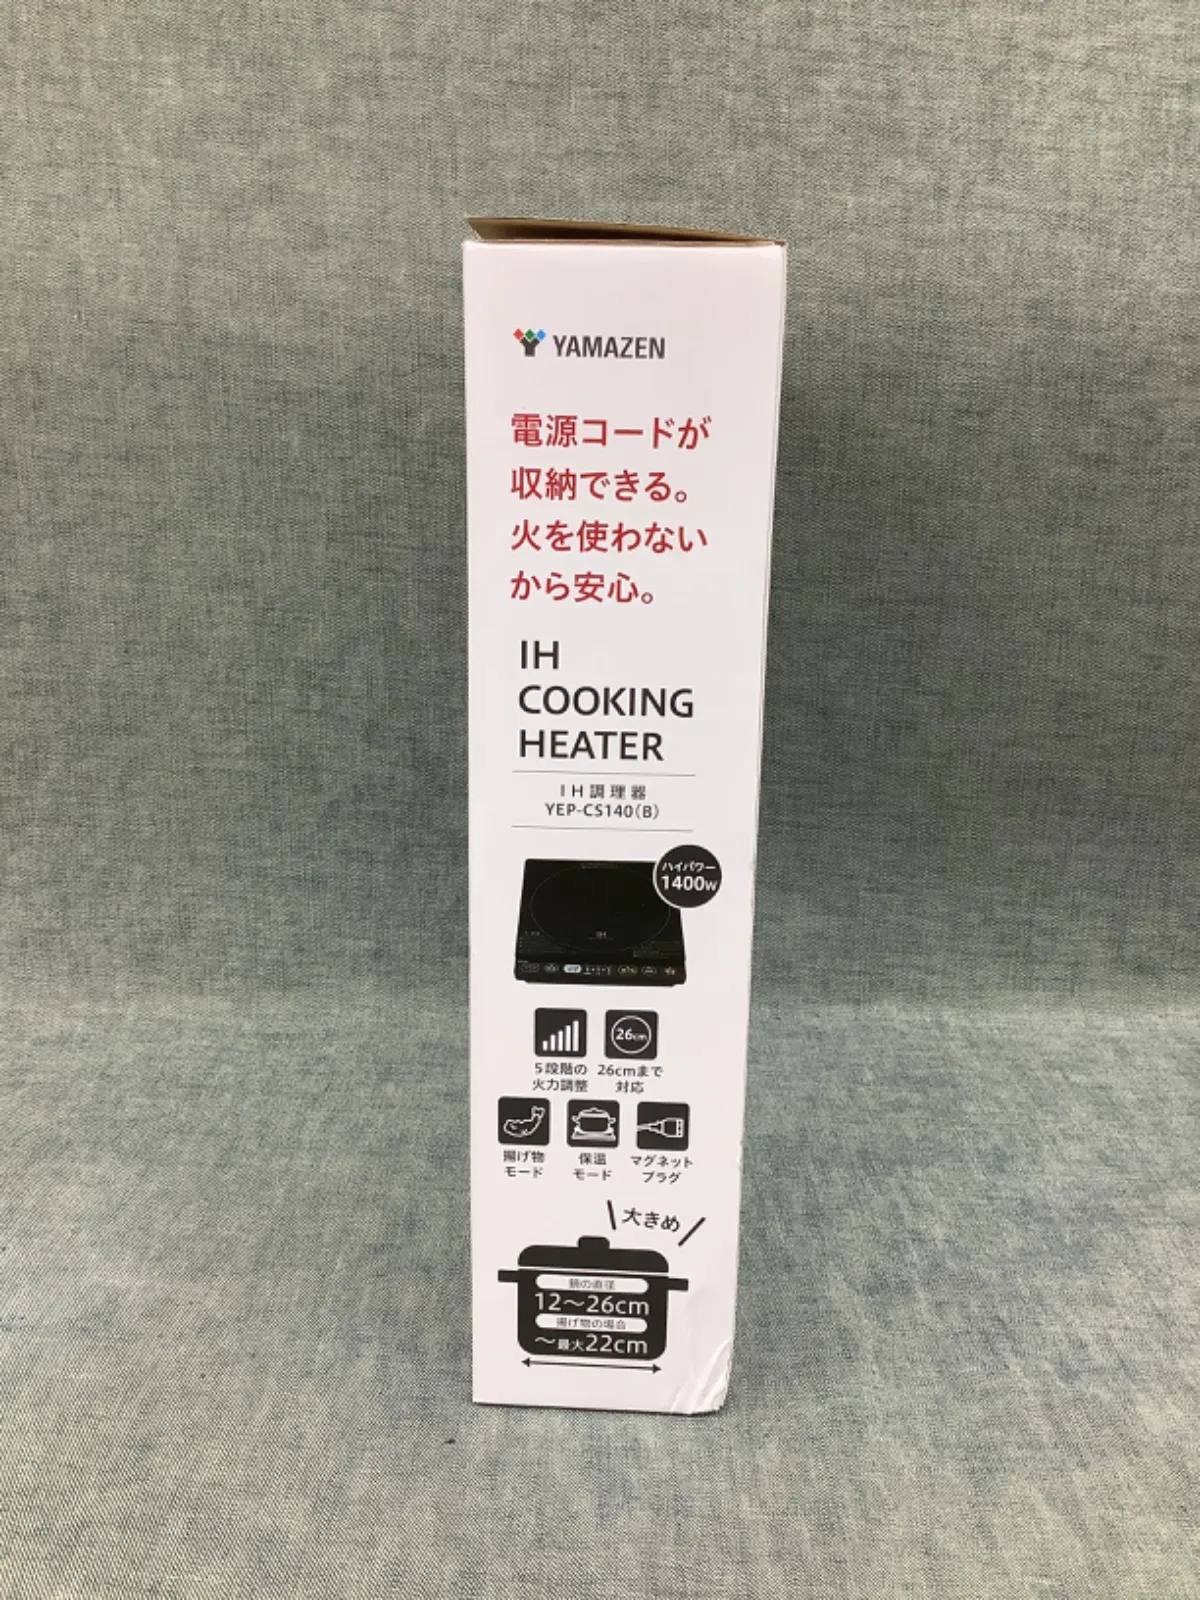 YAMAZEN
電源コードが
収納できる。
火を使わない
から安心。
IH
COOKING
HEATER
IH調理器
YEP-CS140(B)
ハイパワー
1400W
IH
26cm
5段階の
火力調整
26cmまで
対応
揚げ物
モード
保温
モード
マグネット
プラグ
大きめ
鍋の直径
12〜26cm
揚げ物の場合
〜最大22cm